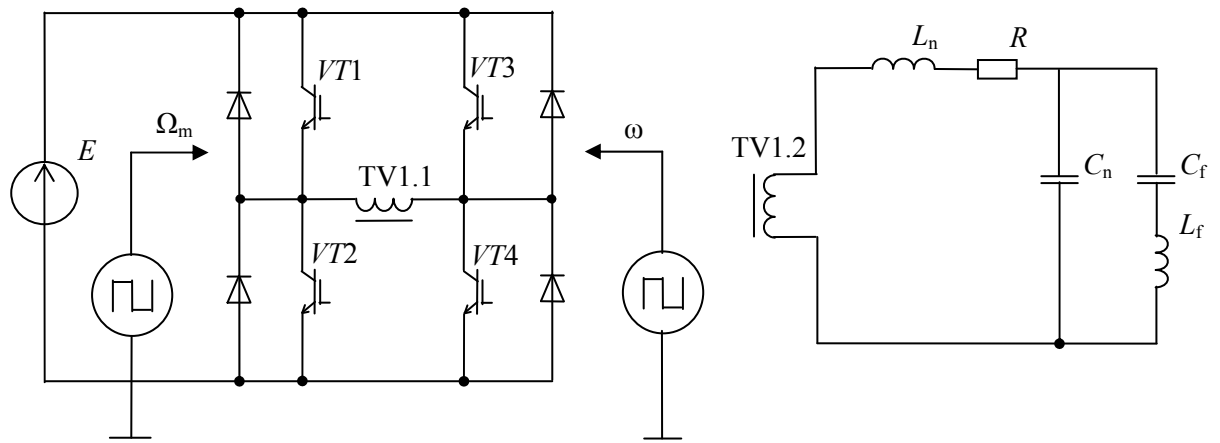 E
Ωm
VT1
VT3
ω
TV1.1
VT2
VT4
Ln
R
TV1.2
Cn
Cf
Lf